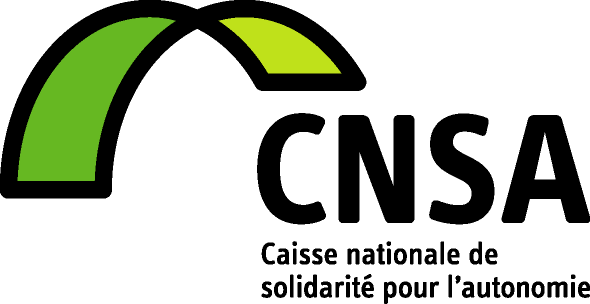 CNSA
Caisse nationale de
solidarité pour l'autonomie